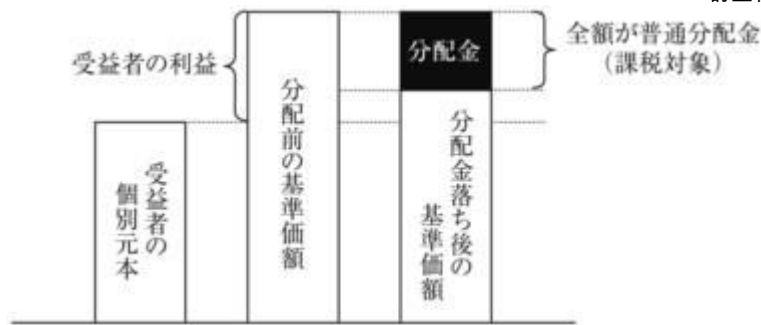 受益者の利益
分配金
全額が普通分配金
（課税対象）
受益者の
個別元本
分配前の基準価額
分配金落ち後の
基準価額